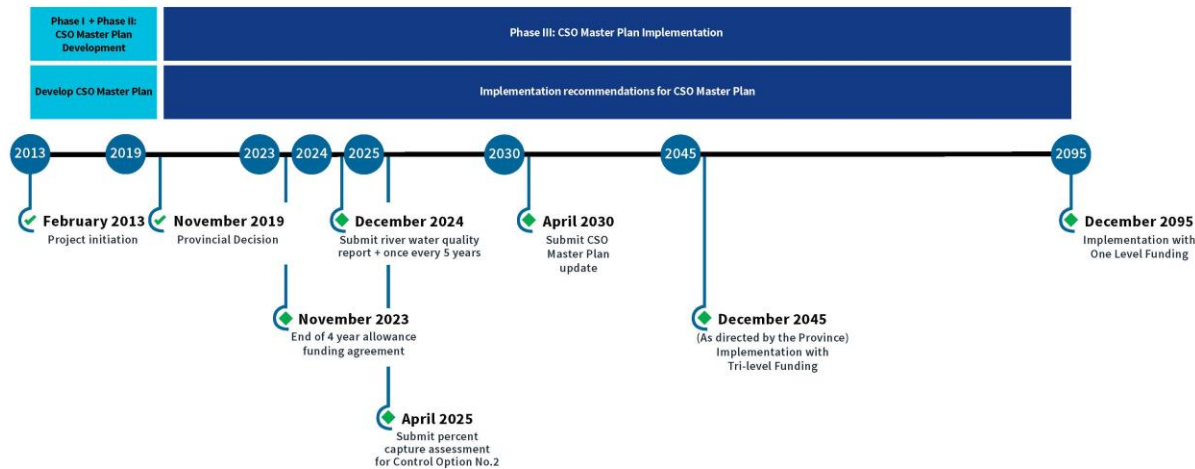 Phase I + Phase II:
CSO Master Plan
Development
Phase III: CSO Master Plan Implementation
Develop CSO Master Plan
Implementation recommendations for CSO Master Plan
2013
2019
2023
2024
2025
2030
2045
2095
February 2013
Project initiation
November 2019
Provincial Decision
December 2024
Submit river water quality
report + once every 5 years
April 2030
Submit CSO
Master Plan
update
December 2095
Implementation with
One Level Funding
November 2023
End of 4 year allowance
funding agreement
December 2045
(As directed by the Province)
Implementation with
Tri-level Funding
April 2025
Submit percent
capture assessment
for Control Option No.2